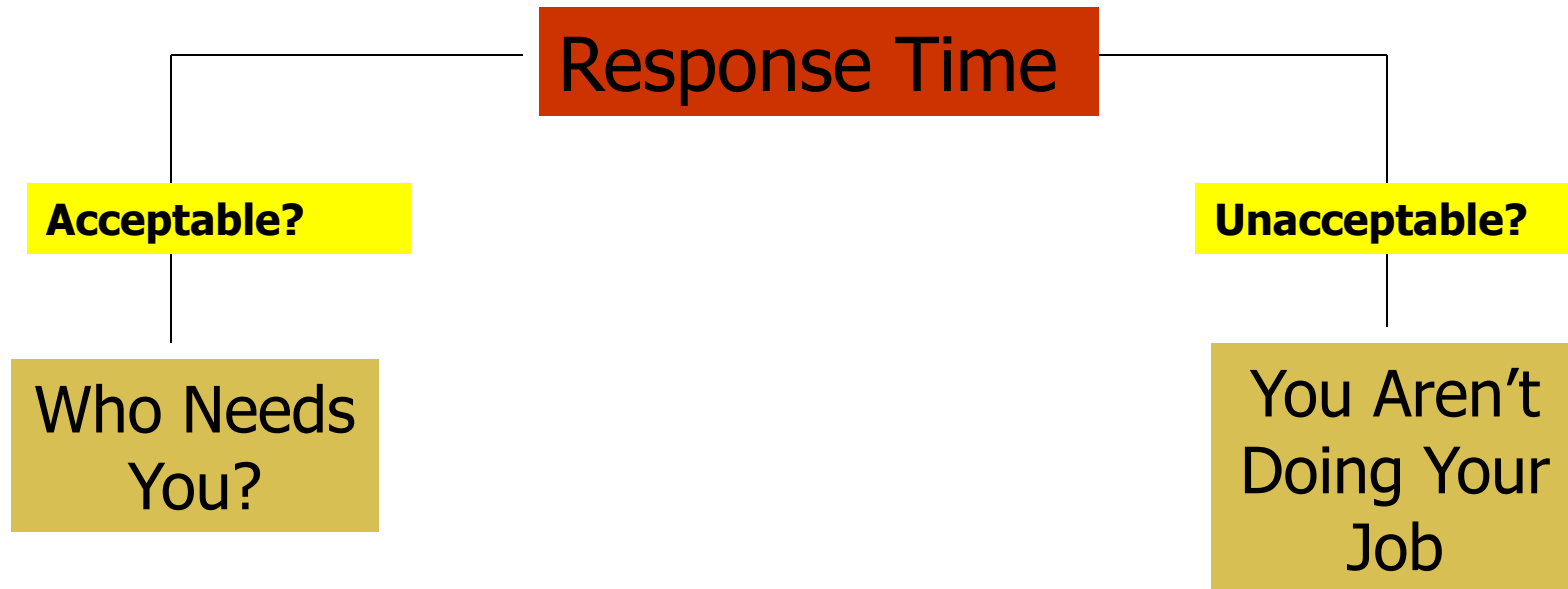 Response Time
Acceptable?
Unacceptable?
Who Needs
You?
You Aren’t
Doing Your
Job